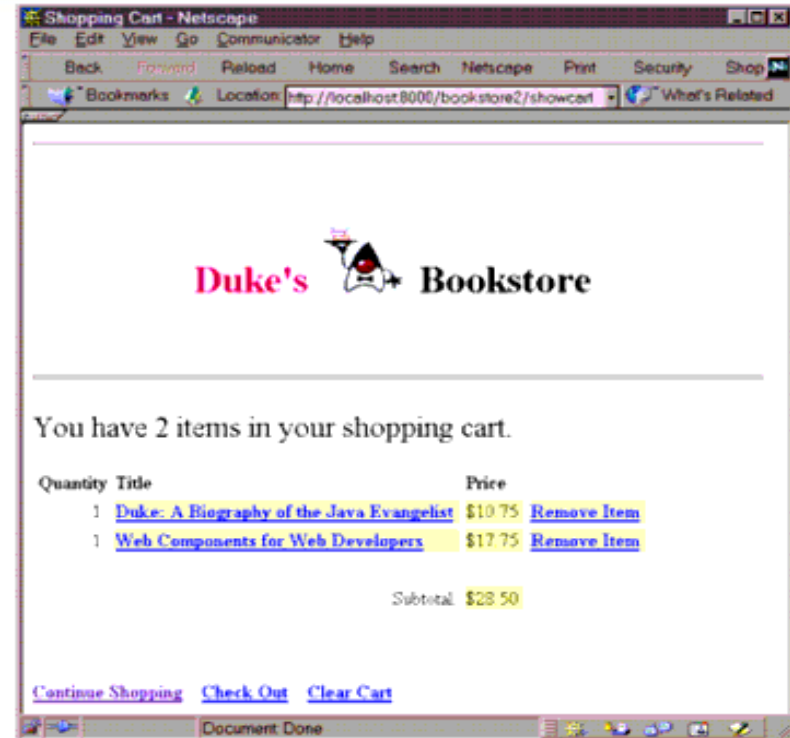 Shopping Cart - Netscape
File Edit View Go Communicator Help
Back Forward Reload Home Search Netscape Print Security Shop
Bookmarks Location: http://localhost:8000/bookstore2/showcart What's Related
Duke's Bookstore
You have 2 items in your shopping cart.
Quantity Title Price
1 Duke: A Biography of the Java Evangelist $10.75 Remove Item
1 Web Components for Web Developers $17.75 Remove Item
Subtotal $28.50
Continue Shopping Check Out Clear Cart
Document: Done